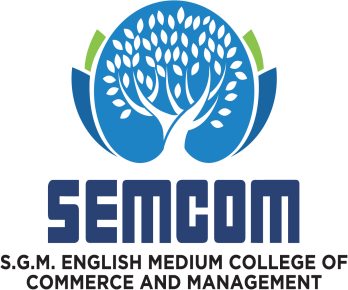 SEMCOM
S.G.M. ENGLISH MEDIUM COLLEGE OF
COMMERCE AND MANAGEMENT